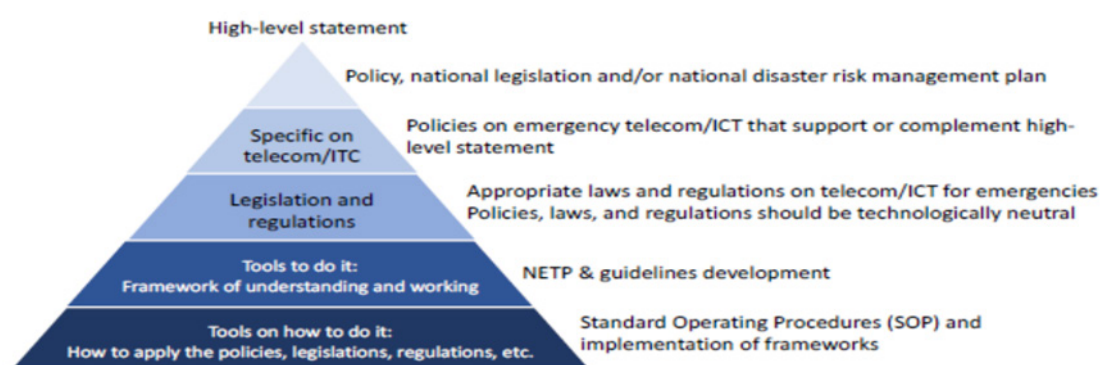 High-level statement
Policy, national legislation and/or national disaster risk management plan
Specific on
telecom/ITC
Policies on emergency telecom/ICT that support or complement high-
level statement
Legislation and
regulations
Appropriate laws and regulations on telecom/ICT for emergencies
Policies, laws, and regulations should be technologically neutral
Tools to do it:
Framework of understanding and working
NETP & guidelines development
Tools on how to do it:
How to apply the policies, legislations, regulations, etc.
Standard Operating Procedures (SOP) and
implementation of frameworks